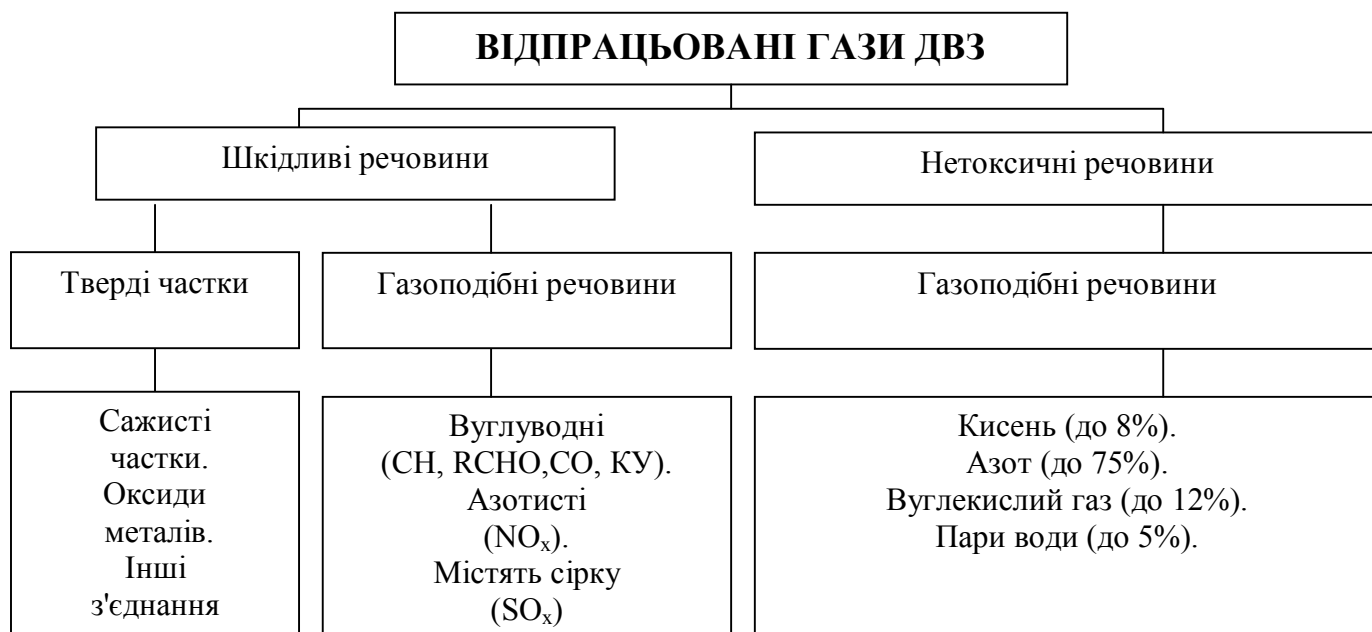 ВІДПРАЦЬОВАНІ ГАЗИ ДВЗ
Шкідливі речовини
Нетоксичні речовини
Тверді частки
Газоподібні речовини
Газоподібні речовини
Сажисті
частки.
Оксиди
металів.
Інші
з'єднання
Вуглуводні
(СН, RCHO,CO, КУ).
Азотисті
(NOₓ).
Містять сірку
(SOₓ)
Кисень (до 8%).
Азот (до 75%).
Вуглекислий газ (до 12%).
Пари води (до 5%).